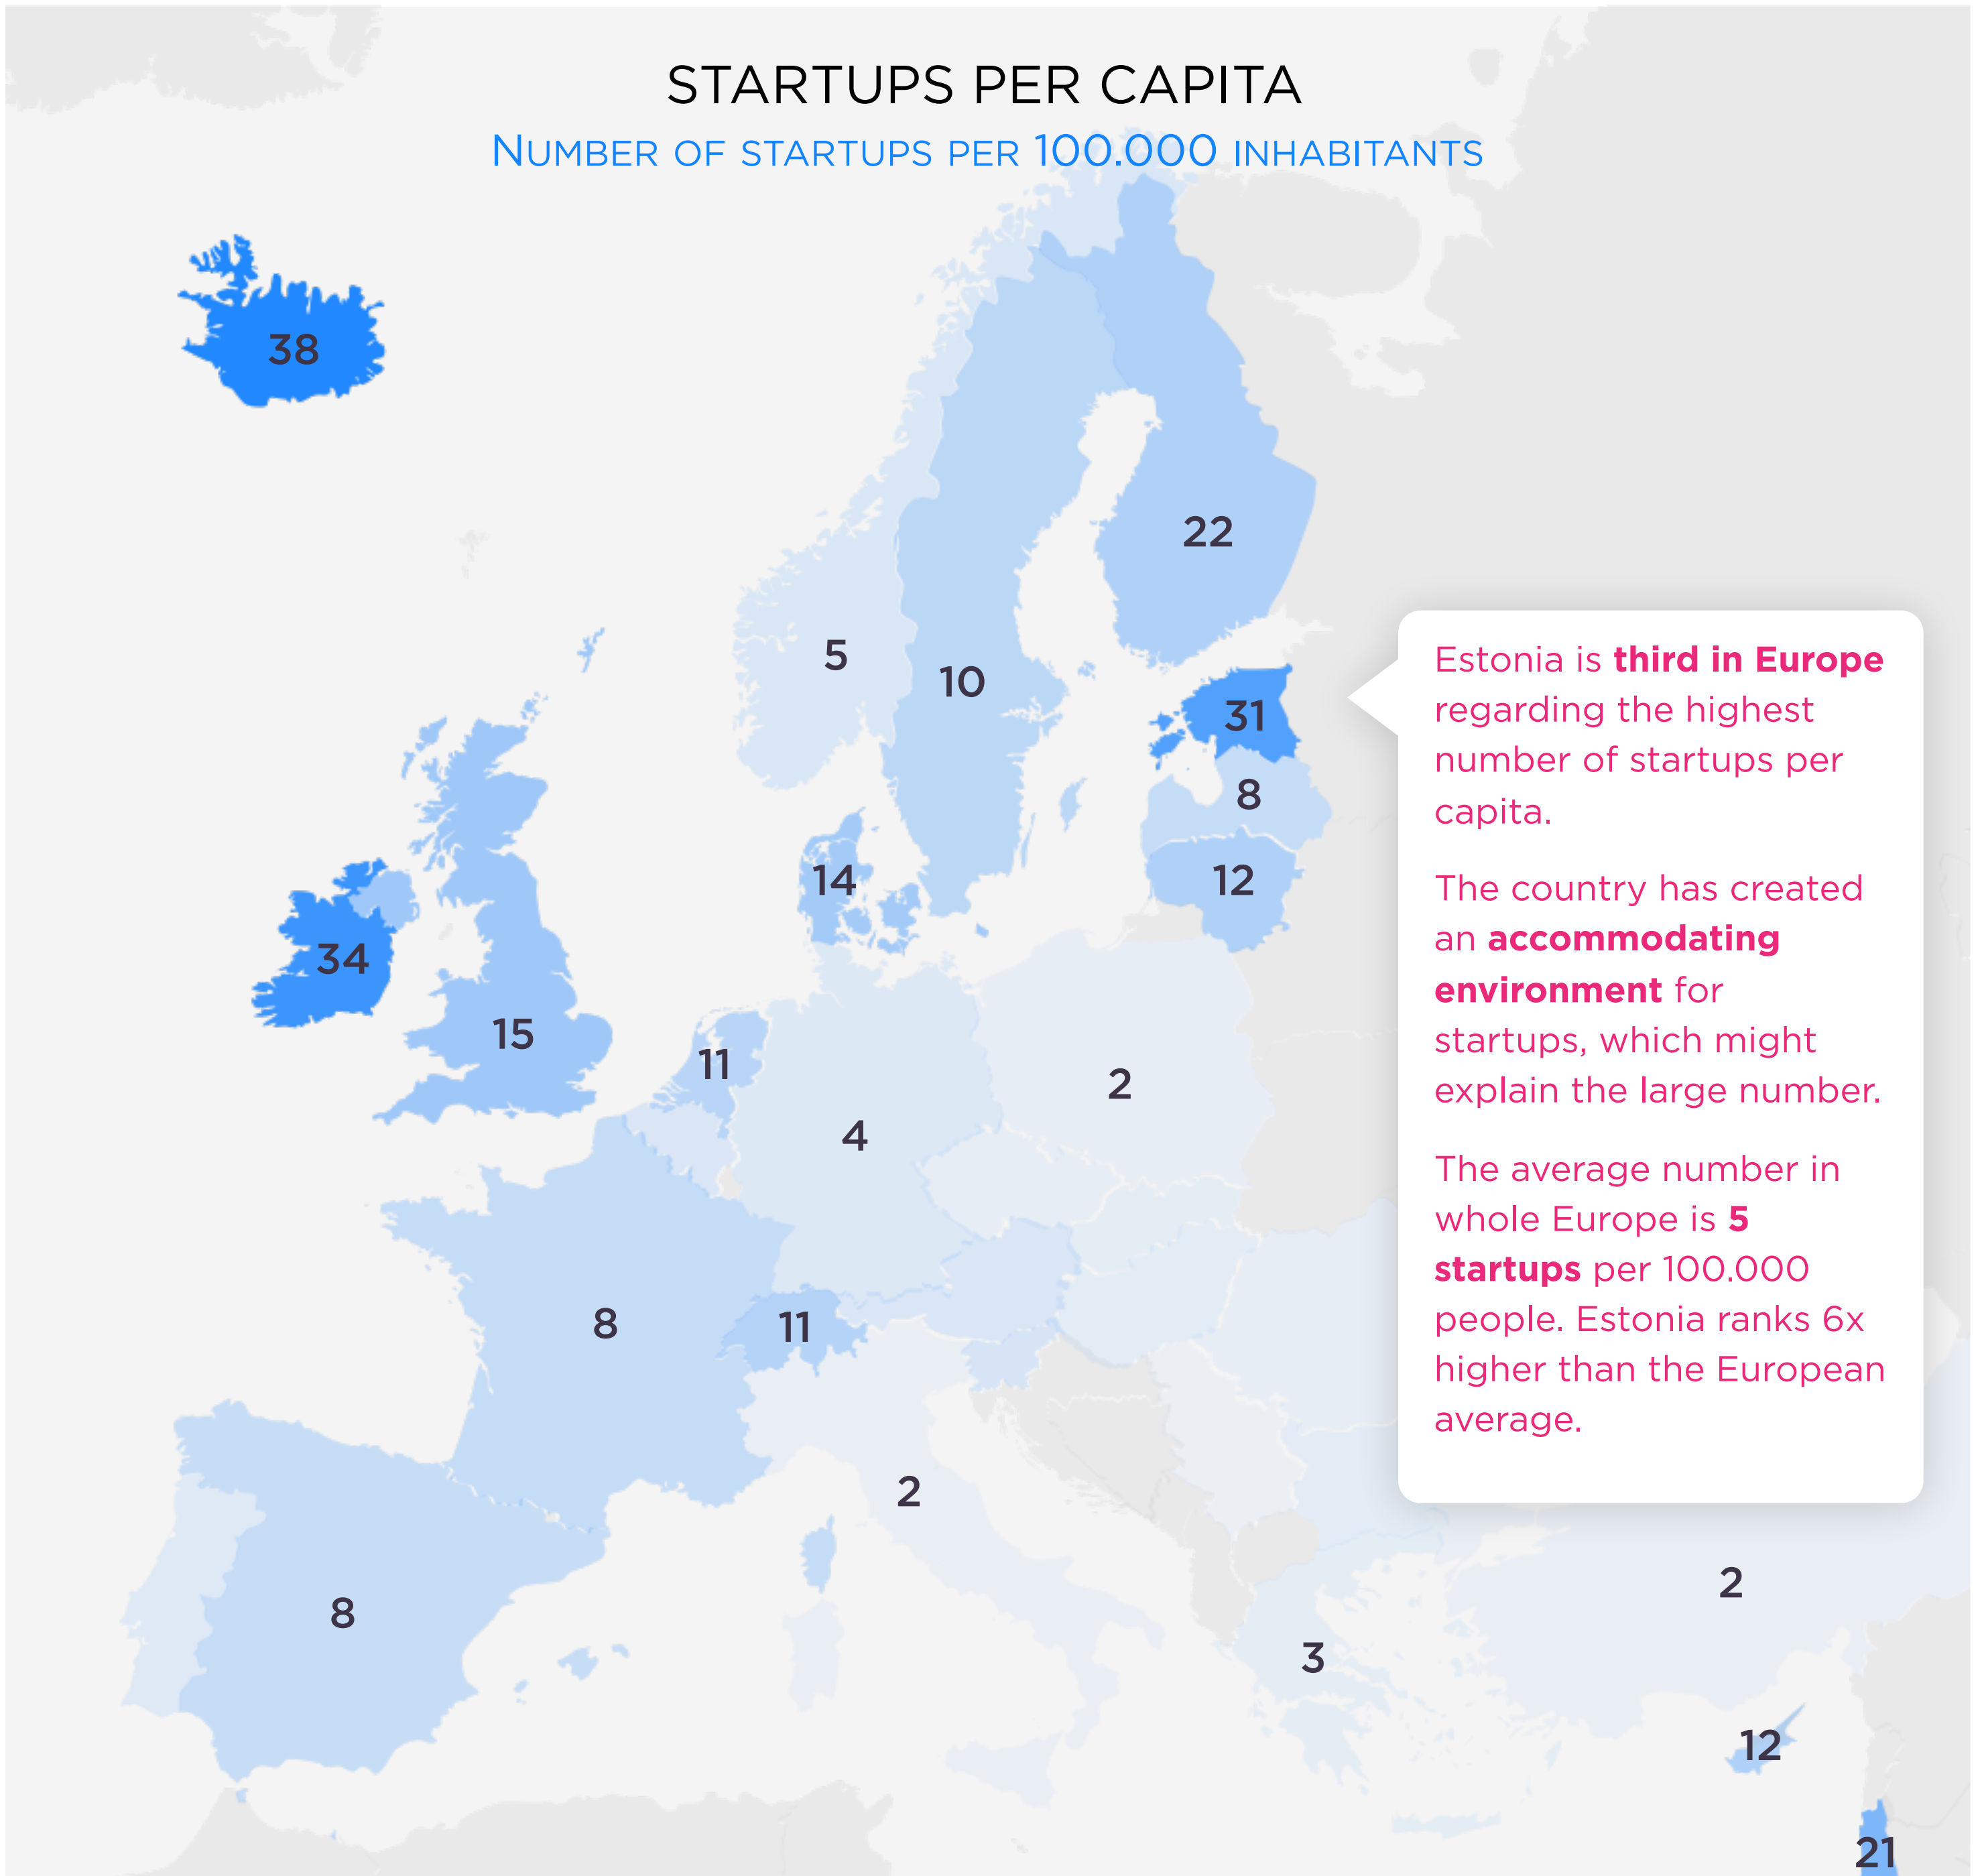 STARTUPS PER CAPITA
NUMBER OF STARTUPS PER 100.000 INHABITANTS
38
22
5
10
31
8
14
12
34
15
11
2
4
8
11
2
8
2
3
12
21
Estonia is third in Europe
regarding the highest
number of startups per
capita.
The country has created
an accommodating
environment for
startups, which might
explain the large number.
The average number in
whole Europe is 5
startups per 100.000
people. Estonia ranks 6x
higher than the European
average.